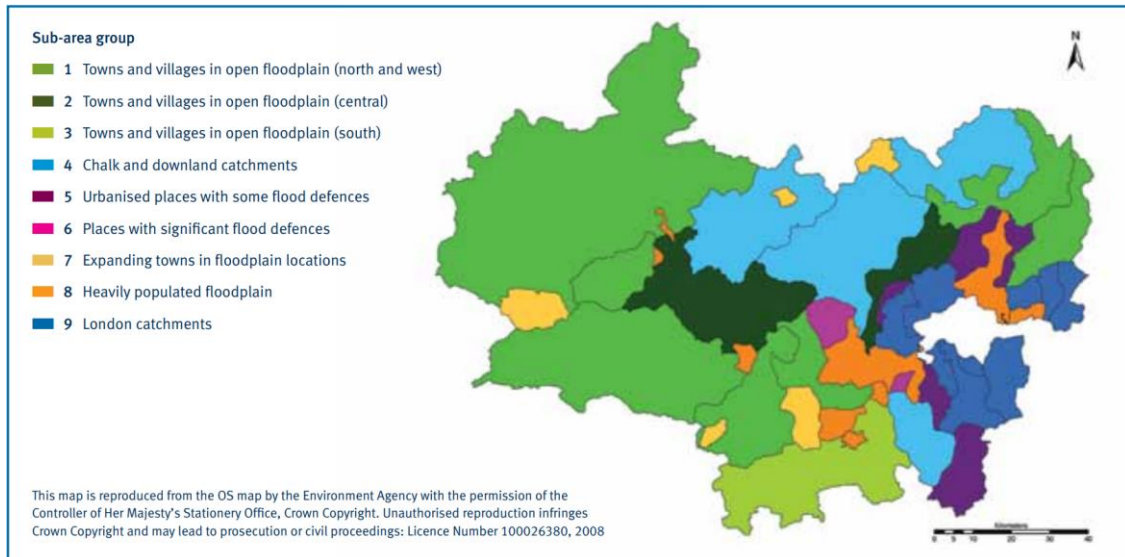 Sub-area group
1 Towns and villages in open floodplain (north and west)
2 Towns and villages in open floodplain (central)
3 Towns and villages in open floodplain (south)
4 Chalk and downland catchments
5 Urbanised places with some flood defences
6 Places with significant flood defences
7 Expanding towns in floodplain locations
8 Heavily populated floodplain
9 London catchments
N
This map is reproduced from the OS map by the Environment Agency with the permission of the
Controller of Her Majesty's Stationery Office, Crown Copyright. Unauthorised reproduction infringes
Crown Copyright and may lead to prosecution or civil proceedings: Licence Number 100026380, 2008
Kilometers
0 5 10 20 30 40